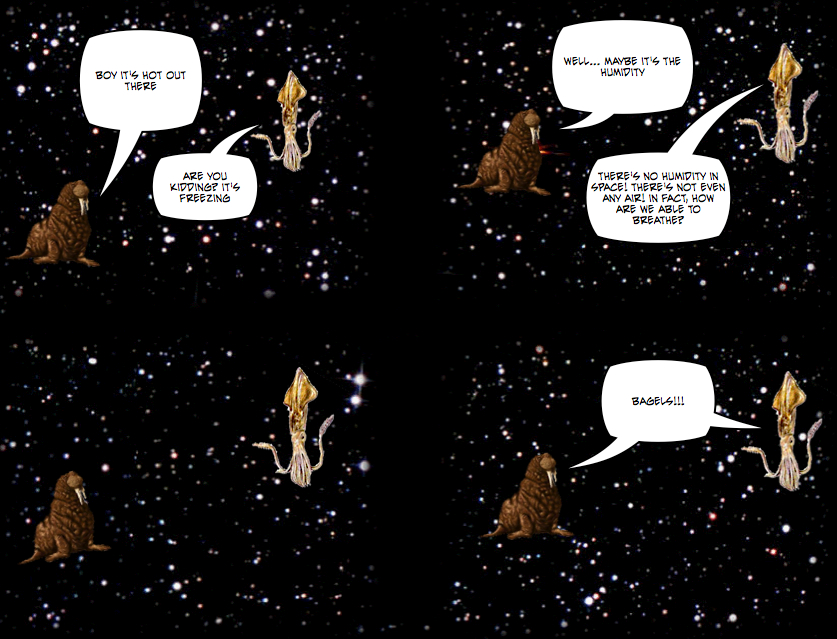 BOY IT'S HOT OUT
THERE
ARE YOU
KIDDING? IT'S
FREEZING
WELL... MAYBE IT'S THE
HUMIDITY
THERE'S NO HUMIDITY IN
SPACE! THERE'S NOT EVEN
ANY AIR! IN FACT, HOW
ARE WE ABLE TO
BREATHE?
BAGELS!!!